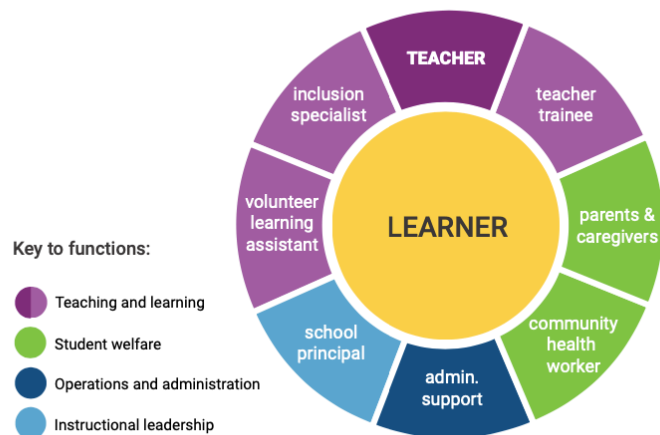 TEACHER
teacher
trainee
parents &
caregivers
community
health
worker
admin.
support
school
principal
volunteer
learning
assistant
inclusion
specialist
LEARNER
Key to functions:
Teaching and learning
Student welfare
Operations and administration
Instructional leadership